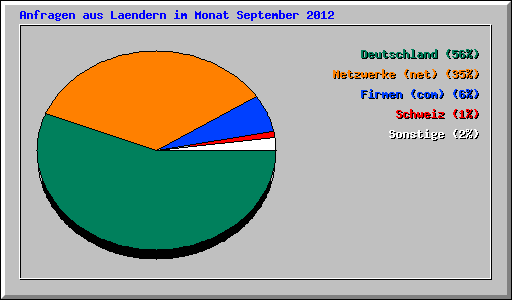 Anfragen aus Laendern im Monat September 2012
Deutschland (56%)
Netzwerke (net) (35%)
Firmen (com) (6%)
Schweiz (1%)
Sonstige (2%)